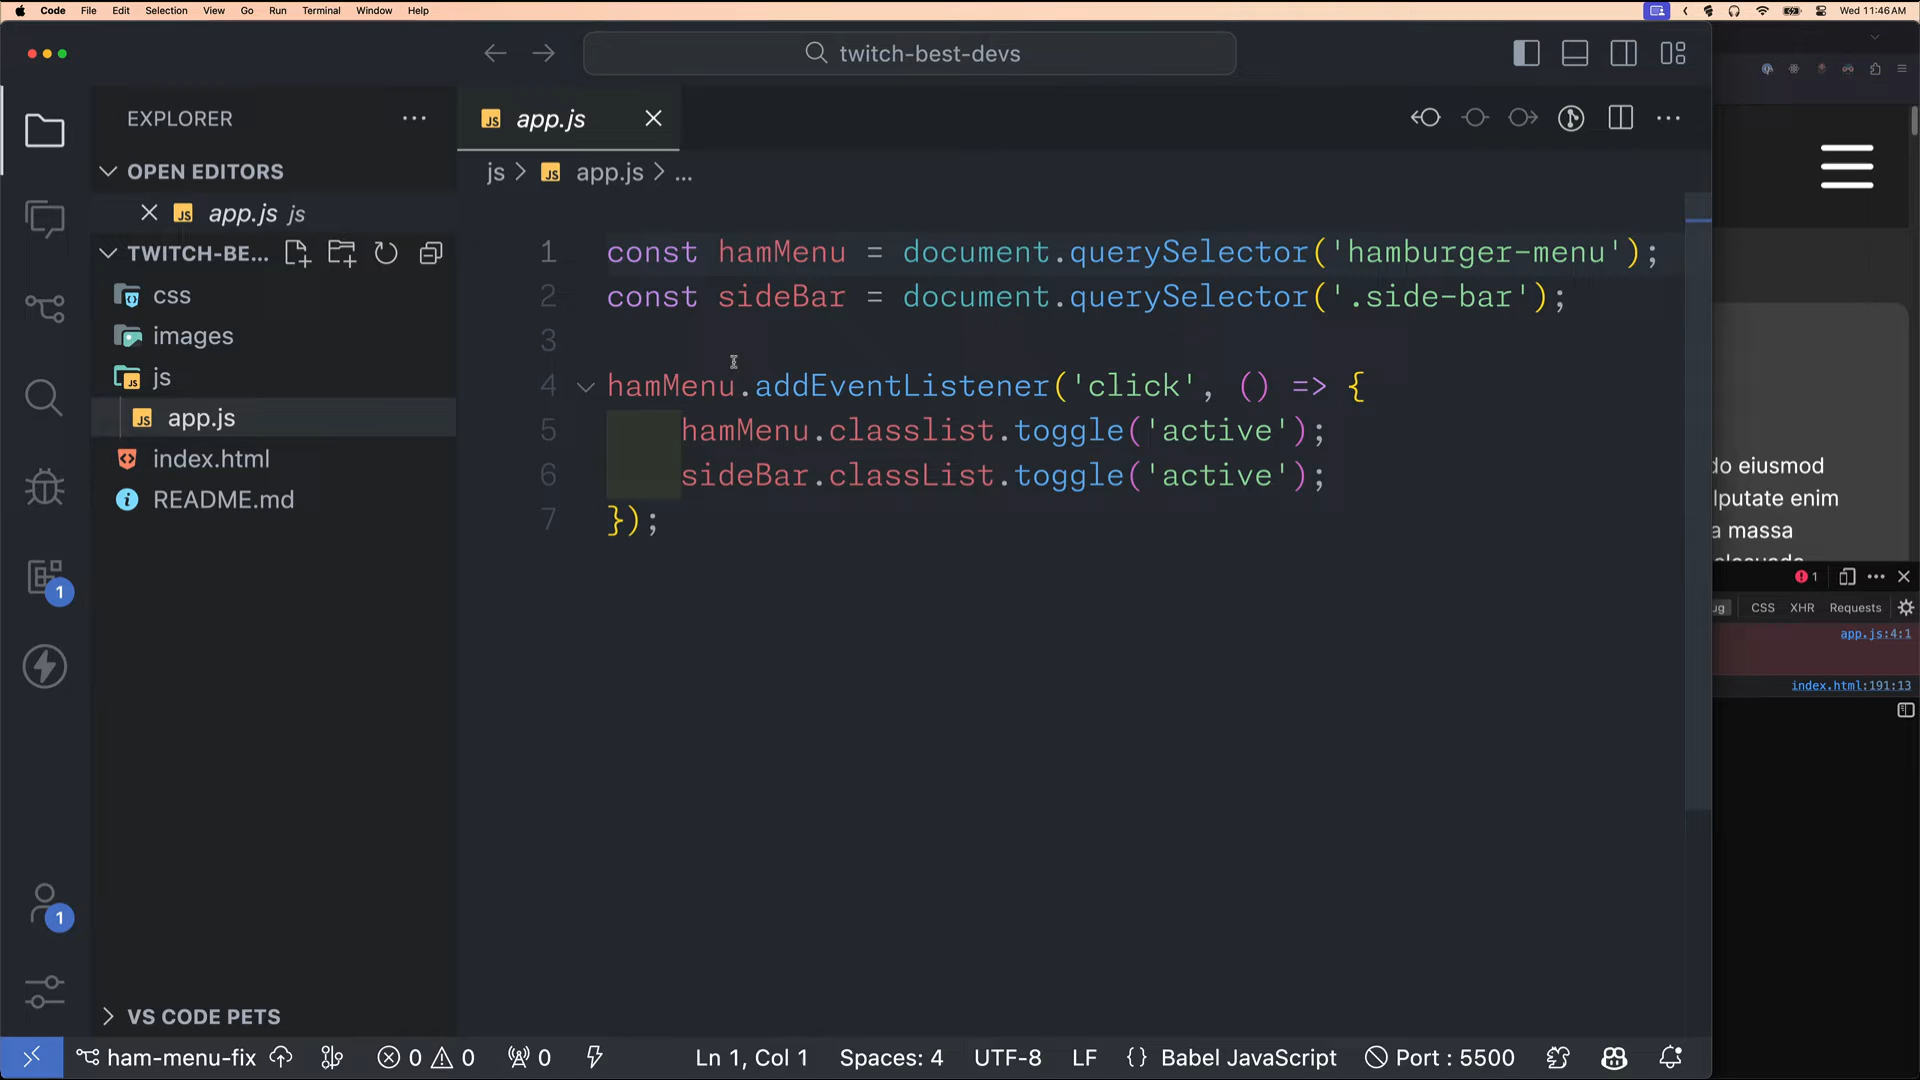 Code File Edit Selection View Go Run Terminal Window Help
Wed 11:46 AM
twitch-best-devs
EXPLORER
OPEN EDITORS
app.js js
TWITCH-BE...
css
images
js
app.js
index.html
README.md
VS CODE PETS
app.js
js > app.js > ...
1 const hamMenu = document.querySelector('hamburger-menu');
2 const sideBar = document.querySelector('.side-bar');
3
4 hamMenu.addEventListener('click', () => {
5 hamMenu.classlist.toggle('active');
6 sideBar.classList.toggle('active');
7 });
do eiusmod
lputate enim
a massa
1
ug CSS XHR Requests
app.js:4:1
index.html:191:13
1
1
ham-menu-fix 0 0 0 Ln 1, Col 1 Spaces: 4 UTF-8 LF {} Babel JavaScript Port : 5500